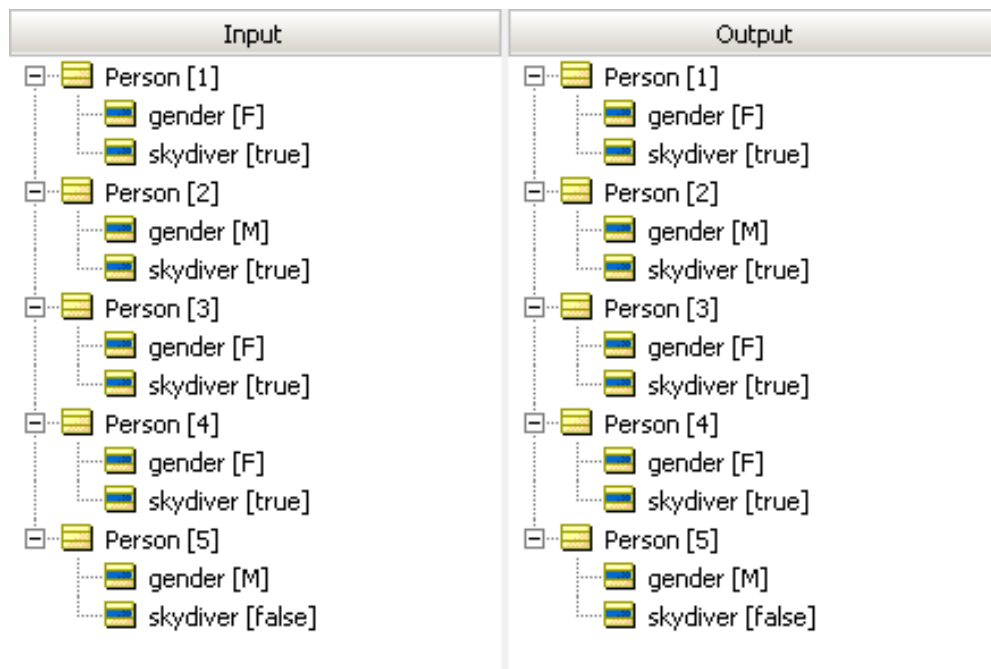 Input
Person [1]
gender [F]
skydiver [true]
Person [2]
gender [M]
skydiver [true]
Person [3]
gender [F]
skydiver [true]
Person [4]
gender [F]
skydiver [true]
Person [5]
gender [M]
skydiver [false]
Output
Person [1]
gender [F]
skydiver [true]
Person [2]
gender [M]
skydiver [true]
Person [3]
gender [F]
skydiver [true]
Person [4]
gender [F]
skydiver [true]
Person [5]
gender [M]
skydiver [false]